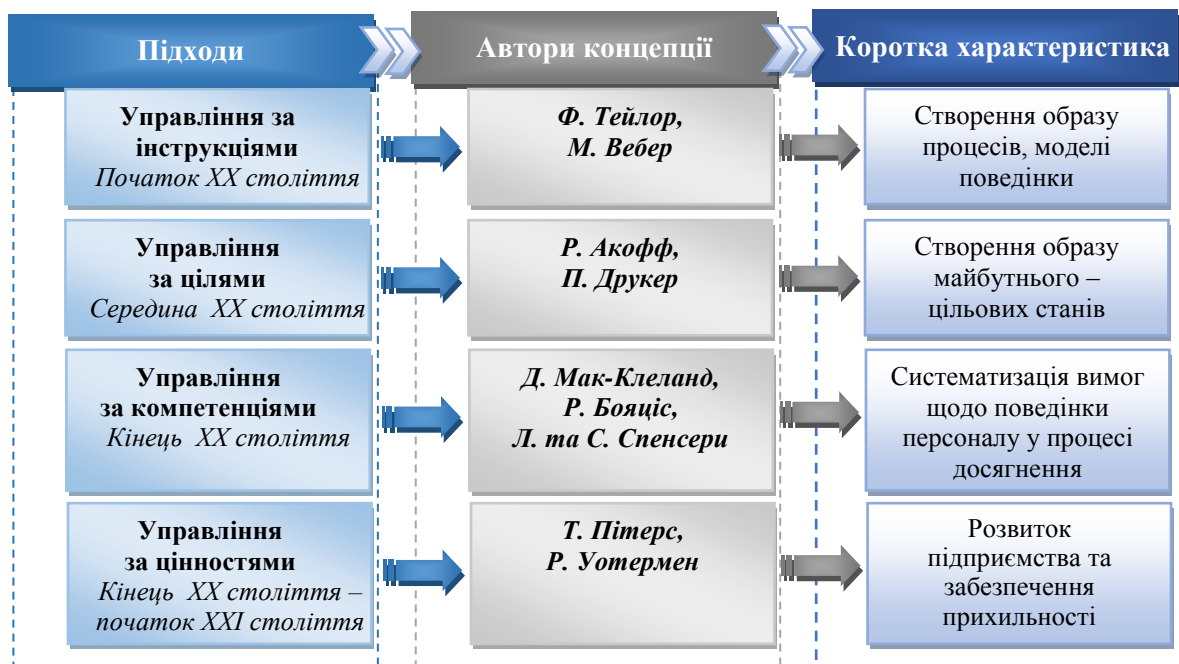 Підходи
Автори концепції
Коротка характеристика
Управління за
інструкціями
Початок XX століття
Ф. Тейлор,
М. Вебер
Створення образу
процесів, моделі
поведінки
Управління
за цілями
Середина XX століття
Р. Акофф,
П. Друкер
Створення образу
майбутнього –
цільових станів
Управління
за компетенціями
Кінець XX століття
Д. Мак-Клеланд,
Р. Бояціс,
Л. та С. Спенсери
Систематизація вимог
щодо поведінки
персоналу у процесі
досягнення
Управління
за цінностями
Кінець XX століття –
початок XXI століття
Т. Пітерс,
Р. Уотермен
Розвиток
підприємства та
забезпечення
прихильності